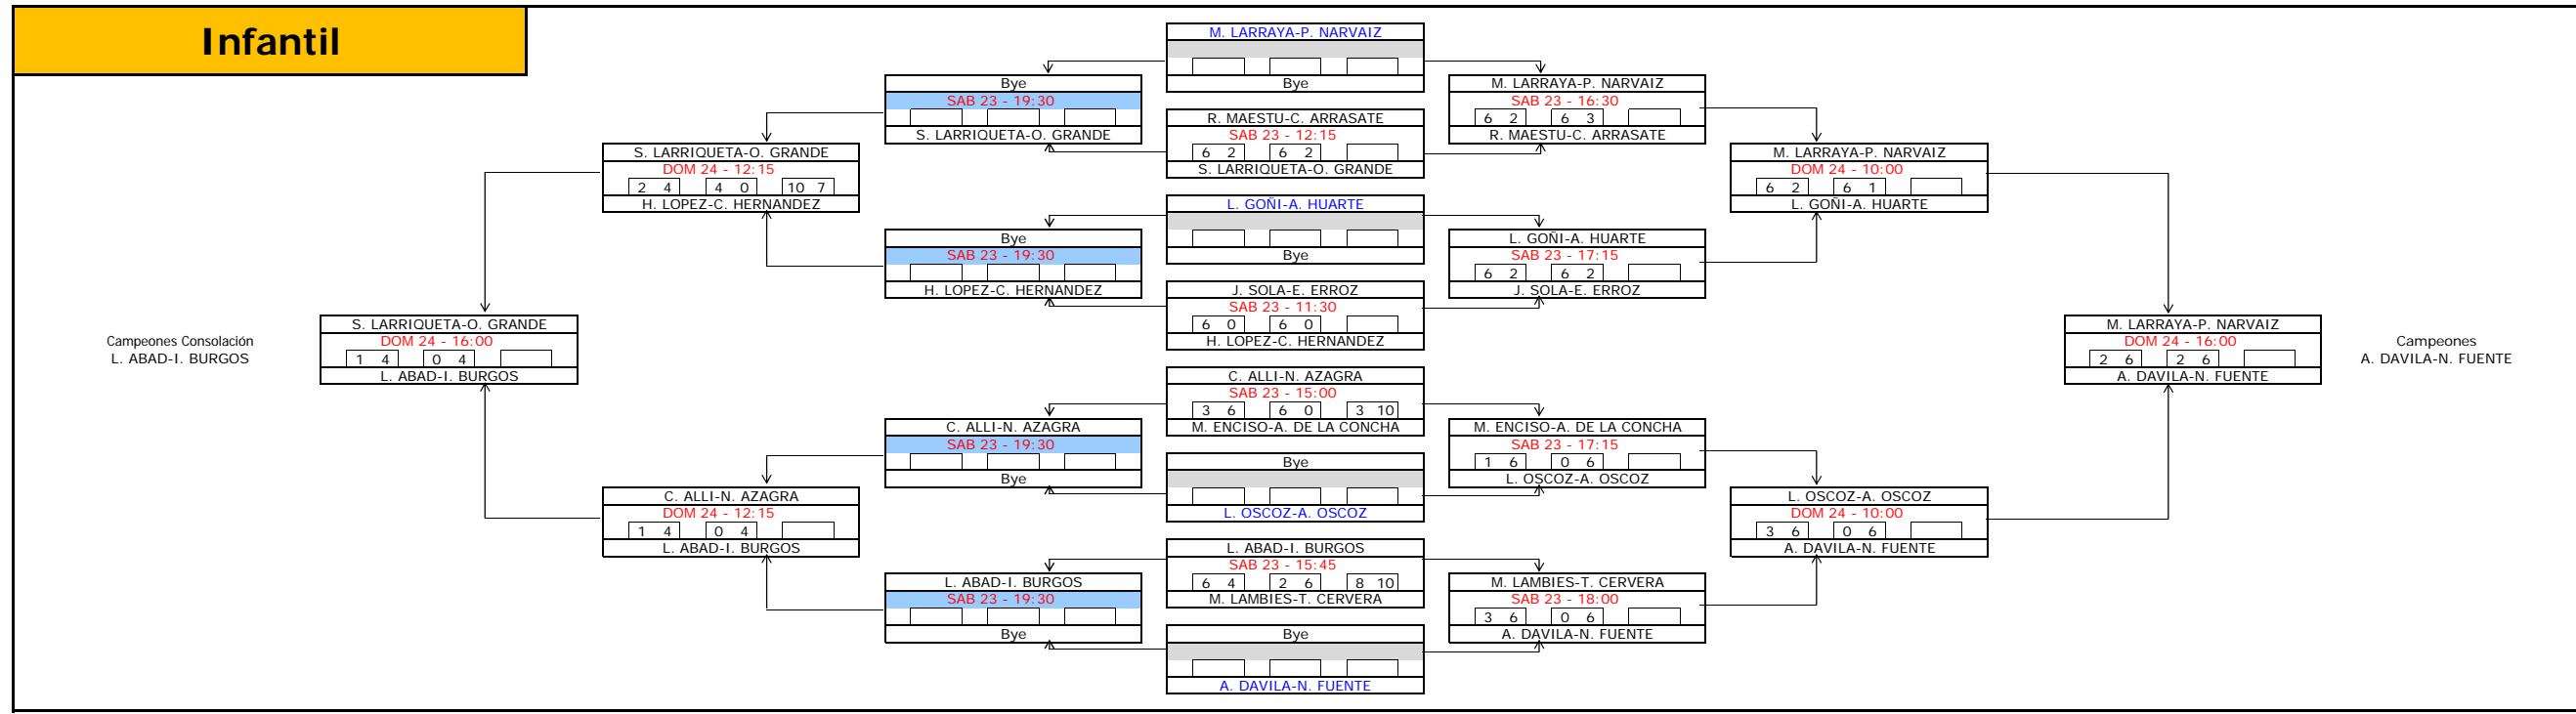 Infantil
Campeones Consolación
L. ABAD-I. BURGOS
S. LARRIQUETA-O. GRANDE
DOM 24 - 16:00
1 4 0 4
L. ABAD-I. BURGOS
S. LARRIQUETA-O. GRANDE
DOM 24 - 12:15
2 4 4 0 10 7
H. LOPEZ-C. HERNANDEZ
C. ALLI-N. AZAGRA
DOM 24 - 12:15
1 4 0 4
L. ABAD-I. BURGOS
Bye
SAB 23 - 19:30
S. LARRIQUETA-O. GRANDE
Bye
SAB 23 - 19:30
H. LOPEZ-C. HERNANDEZ
C. ALLI-N. AZAGRA
SAB 23 - 19:30
Bye
L. ABAD-I. BURGOS
SAB 23 - 19:30
Bye
M. LARRAYA-P. NARVAIZ
Bye
R. MAESTU-C. ARRASATE
SAB 23 - 12:15
6 2 6 2
S. LARRIQUETA-O. GRANDE
L. GOÑI-A. HUARTE
Bye
J. SOLA-E. ERROZ
SAB 23 - 11:30
6 0 6 0
H. LOPEZ-C. HERNANDEZ
C. ALLI-N. AZAGRA
SAB 23 - 15:00
3 6 6 0 3 10
M. ENCISO-A. DE LA CONCHA
Bye
L. OSCOZ-A. OSCOZ
L. ABAD-I. BURGOS
SAB 23 - 15:45
6 4 2 6 8 10
M. LAMBIES-T. CERVERA
Bye
A. DAVILA-N. FUENTE
M. LARRAYA-P. NARVAIZ
SAB 23 - 16:30
6 2 6 3
R. MAESTU-C. ARRASATE
L. GOÑI-A. HUARTE
SAB 23 - 17:15
6 2 6 2
J. SOLA-E. ERROZ
M. ENCISO-A. DE LA CONCHA
SAB 23 - 17:15
1 6 0 6
L. OSCOZ-A. OSCOZ
M. LAMBIES-T. CERVERA
SAB 23 - 18:00
3 6 0 6
A. DAVILA-N. FUENTE
M. LARRAYA-P. NARVAIZ
DOM 24 - 10:00
6 2 6 1
L. GOÑI-A. HUARTE
L. OSCOZ-A. OSCOZ
DOM 24 - 10:00
3 6 0 6
A. DAVILA-N. FUENTE
M. LARRAYA-P. NARVAIZ
DOM 24 - 16:00
2 6 2 6
A. DAVILA-N. FUENTE
Campeones
A. DAVILA-N. FUENTE